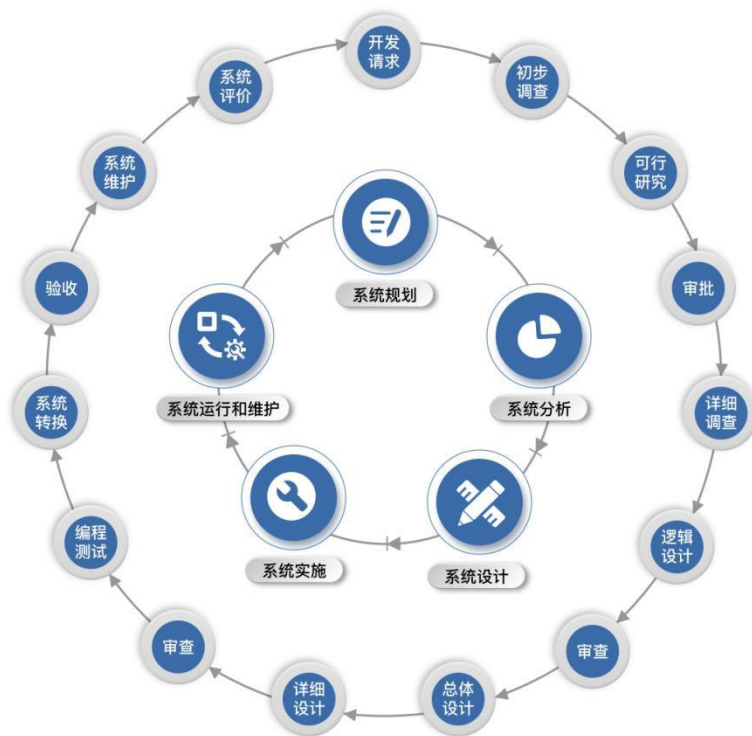 开发
请求
初步
调查
可行
研究
审批
详细
调查
逻辑
设计
审查
总体
设计
详细
设计
审查
编程
测试
系统
转换
验收
系统
维护
系统
评价
系统规划
系统分析
系统设计
系统实施
系统运行和维护